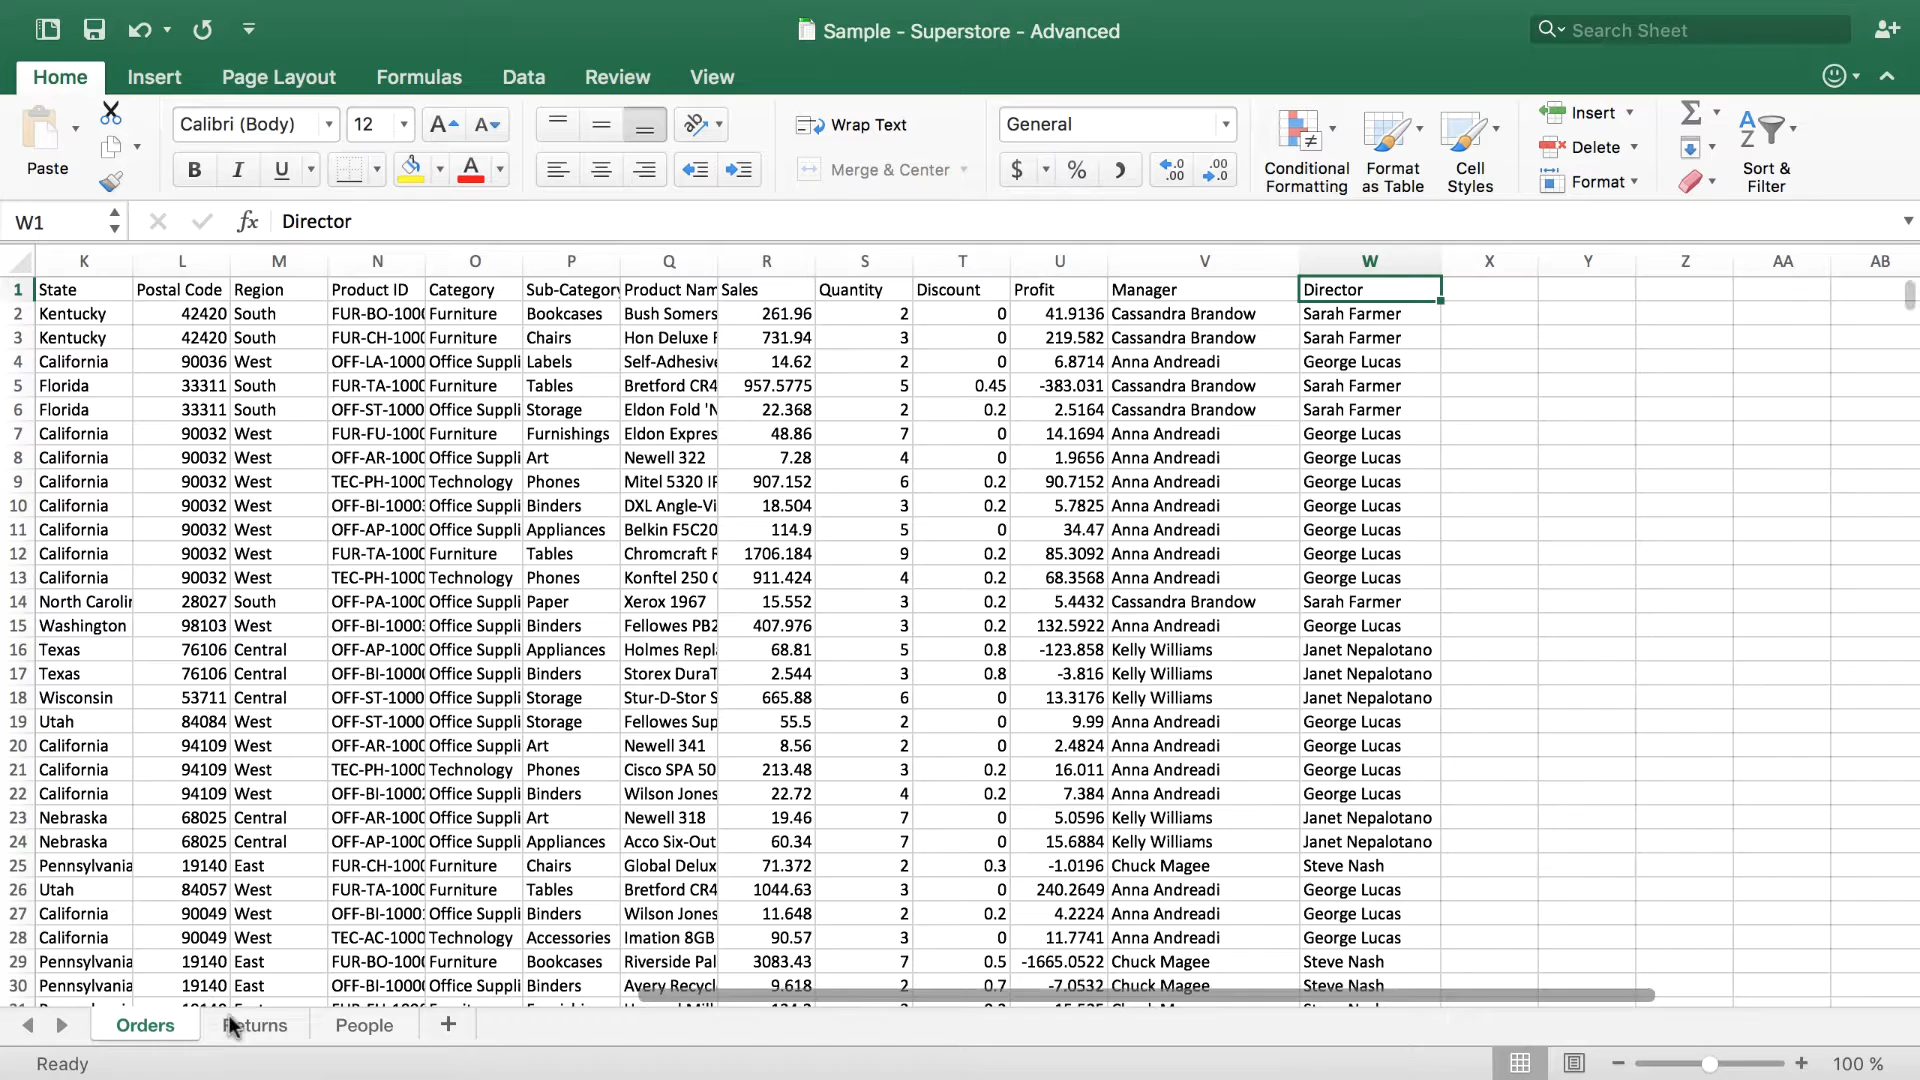 Sample - Superstore - Advanced
Search Sheet
Home Insert Page Layout Formulas Data Review View
Paste
Calibri (Body) 12
B I U
Wrap Text
Merge & Center
General
$ %
Conditional Formatting
Format as Table
Cell Styles
Insert
Delete
Format
Sort & Filter
W1 fx Director
K L M N O P Q R S T U V W X Y Z AA AB
1 State Postal Code Region Product ID Category Sub-Category Product Nam Sales Quantity Discount Profit Manager Director
2 Kentucky 42420 South FUR-BO-1000 Furniture Bookcases Bush Somers 261.96 2 0 41.9136 Cassandra Brandow Sarah Farmer
3 Kentucky 42420 South FUR-CH-1000 Furniture Chairs Hon Deluxe F 731.94 3 0 219.582 Cassandra Brandow Sarah Farmer
4 California 90036 West OFF-LA-1000 Office Suppli Labels Self-Adhesive 14.62 2 0 6.8714 Anna Andreadi George Lucas
5 Florida 33311 South FUR-TA-1000 Furniture Tables Bretford CR4 957.5775 5 0.45 -383.031 Cassandra Brandow Sarah Farmer
6 Florida 33311 South OFF-ST-1000 Office Suppli Storage Eldon Fold 'N 22.368 2 0.2 2.5164 Cassandra Brandow Sarah Farmer
7 California 90032 West FUR-FU-1000 Furniture Furnishings Eldon Expres 48.86 7 0 14.1694 Anna Andreadi George Lucas
8 California 90032 West OFF-AR-1000 Office Suppli Art Newell 322 7.28 4 0 1.9656 Anna Andreadi George Lucas
9 California 90032 West TEC-PH-1000 Technology Phones Mitel 5320 IF 907.152 6 0.2 90.7152 Anna Andreadi George Lucas
10 California 90032 West OFF-BI-1000 Office Suppli Binders DXL Angle-Vi 18.504 3 0.2 5.7825 Anna Andreadi George Lucas
11 California 90032 West OFF-AP-1000 Office Suppli Appliances Belkin F5C20 114.9 5 0 34.47 Anna Andreadi George Lucas
12 California 90032 West FUR-TA-1000 Furniture Tables Chromcraft R 1706.184 9 0.2 85.3092 Anna Andreadi George Lucas
13 California 90032 West TEC-PH-1000 Technology Phones Konftel 250 C 911.424 4 0.2 68.3568 Anna Andreadi George Lucas
14 North Carolin 28027 South OFF-PA-1000 Office Suppli Paper Xerox 1967 15.552 3 0.2 5.4432 Cassandra Brandow Sarah Farmer
15 Washington 98103 West OFF-BI-1000 Office Suppli Binders Fellowes PB2 407.976 3 0.2 132.5922 Anna Andreadi George Lucas
16 Texas 76106 Central OFF-AP-1000 Office Suppli Appliances Holmes Repl 68.81 5 0.8 -123.858 Kelly Williams Janet Nepalotano
17 Texas 76106 Central OFF-BI-1000 Office Suppli Binders Storex DuraT 2.544 3 0.8 -3.816 Kelly Williams Janet Nepalotano
18 Wisconsin 53711 Central OFF-ST-1000 Office Suppli Storage Stur-D-Stor S 665.88 6 0 13.3176 Kelly Williams Janet Nepalotano
19 Utah 84084 West OFF-ST-1000 Office Suppli Storage Fellowes Sup 55.5 2 0 9.99 Anna Andreadi George Lucas
20 California 94109 West OFF-AR-1000 Office Suppli Art Newell 341 8.56 2 0 2.4824 Anna Andreadi George Lucas
21 California 94109 West TEC-PH-1000 Technology Phones Cisco SPA 50 213.48 3 0.2 16.011 Anna Andreadi George Lucas
22 California 94109 West OFF-BI-1000 Office Suppli Binders Wilson Jones 22.72 4 0.2 7.384 Anna Andreadi George Lucas
23 Nebraska 68025 Central OFF-AR-1000 Office Suppli Art Newell 318 19.46 7 0 5.0596 Kelly Williams Janet Nepalotano
24 Nebraska 68025 Central OFF-AP-1000 Office Suppli Appliances Acco Six-Out 60.34 7 0 15.6884 Kelly Williams Janet Nepalotano
25 Pennsylvania 19140 East FUR-CH-1000 Furniture Chairs Global Delux 71.372 2 0.3 -1.0196 Chuck Magee Steve Nash
26 Utah 84057 West FUR-TA-1000 Furniture Tables Bretford CR4 1044.63 3 0 240.2649 Anna Andreadi George Lucas
27 California 90049 West OFF-BI-1000 Office Suppli Binders Wilson Jones 11.648 2 0.2 4.2224 Anna Andreadi George Lucas
28 California 90049 West TEC-AC-1000 Technology Accessories Imation 8GB 90.57 3 0 11.7741 Anna Andreadi George Lucas
29 Pennsylvania 19140 East FUR-BO-1000 Furniture Bookcases Riverside Pal 3083.43 7 0.5 -1665.0522 Chuck Magee Steve Nash
30 Pennsylvania 19140 East OFF-BI-1000 Office Suppli Binders Avery Recycl 9.618 2 0.7 -7.0532 Chuck Magee Steve Nash
Orders Returns People +
Ready 100 %